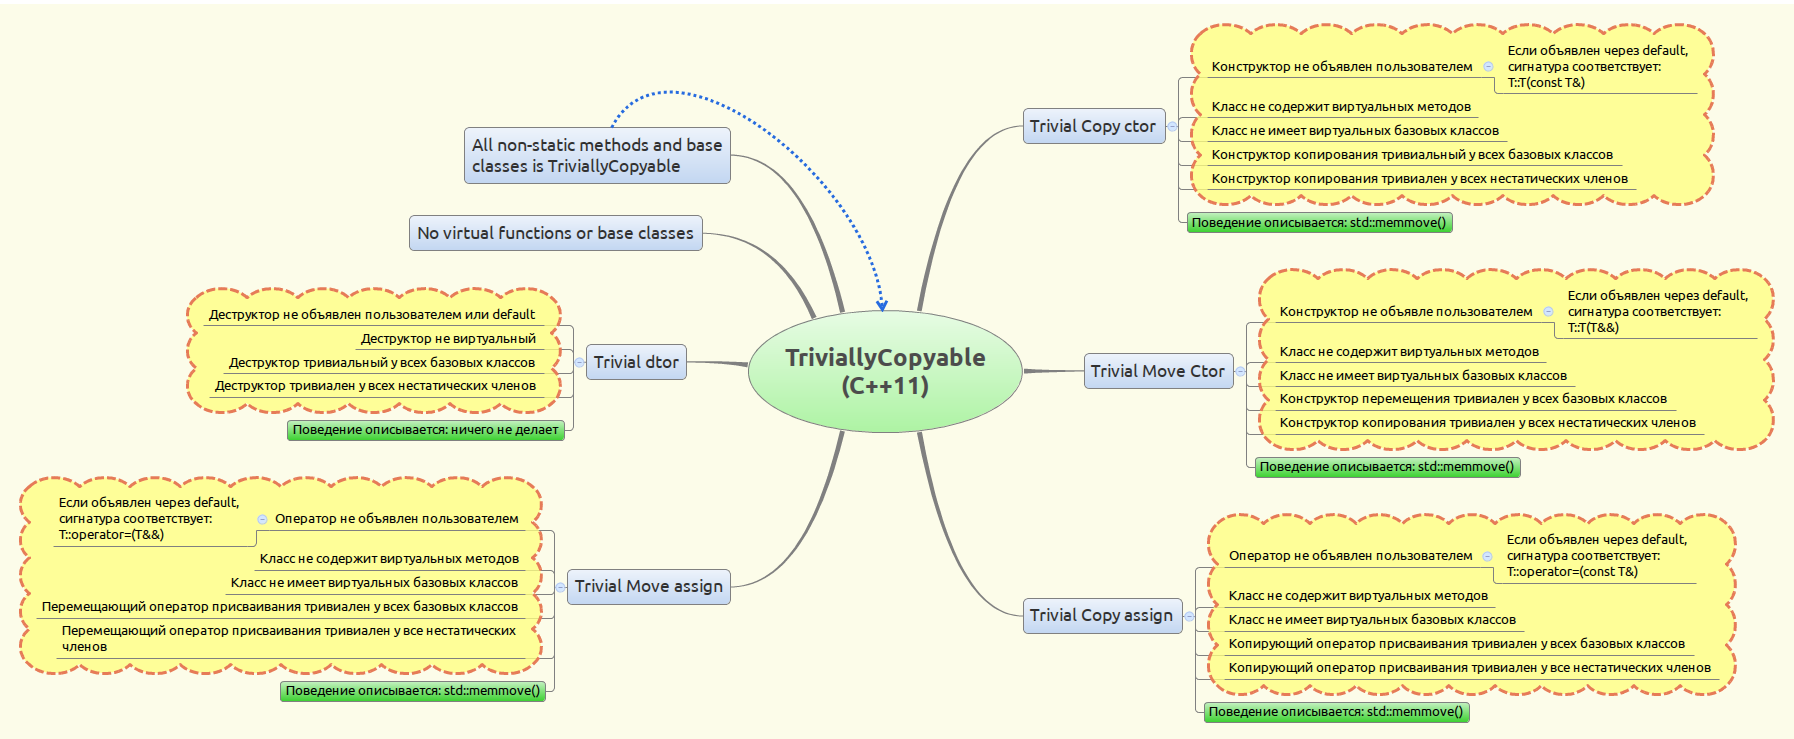 TriviallyCopyable
(C++11)
All non-static methods and base
classes is TriviallyCopyable
No virtual functions or base classes
Trivial dtor
Деструктор не объявлен пользователем или default
Деструктор не виртуальный
Деструктор тривиальный у всех базовых классов
Деструктор тривиален у всех нестатических членов
Поведение описывается: ничего не делает
Trivial Move assign
Оператор не объявлен пользователем
Если объявлен через default,
сигнатура соответствует:
T::operator=(T&&)
Класс не содержит виртуальных методов
Класс не имеет виртуальных базовых классов
Перемещающий оператор присваивания тривиален у всех базовых классов
Перемещающий оператор присваивания тривиален у все нестатических
членов
Поведение описывается: std::memmove()
Trivial Copy ctor
Конструктор не объявлен пользователем
Если объявлен через default,
сигнатура соответствует:
T::T(const T&)
Класс не содержит виртуальных методов
Класс не имеет виртуальных базовых классов
Конструктор копирования тривиальный у всех базовых классов
Конструктор копирования тривиален у всех нестатических членов
Поведение описывается: std::memmove()
Trivial Move Ctor
Конструктор не объявле пользователем
Если объявлен через default,
сигнатура соответствует:
T::T(T&&)
Класс не содержит виртуальных методов
Класс не имеет виртуальных базовых классов
Конструктор перемещения тривиален у всех базовых классов
Конструктор копирования тривиален у всех нестатических членов
Поведение описывается: std::memmove()
Trivial Copy assign
Оператор не объявлен пользователем
Если объявлен через default,
сигнатура соответствует:
T::operator=(const T&)
Класс не содержит виртуальных методов
Класс не имеет виртуальных базовых классов
Копирующий оператор присваивания тривиален у всех базовых классов
Копирующий оператор присваивания тривиален у все нестатических членов
Поведение описывается: std::memmove()